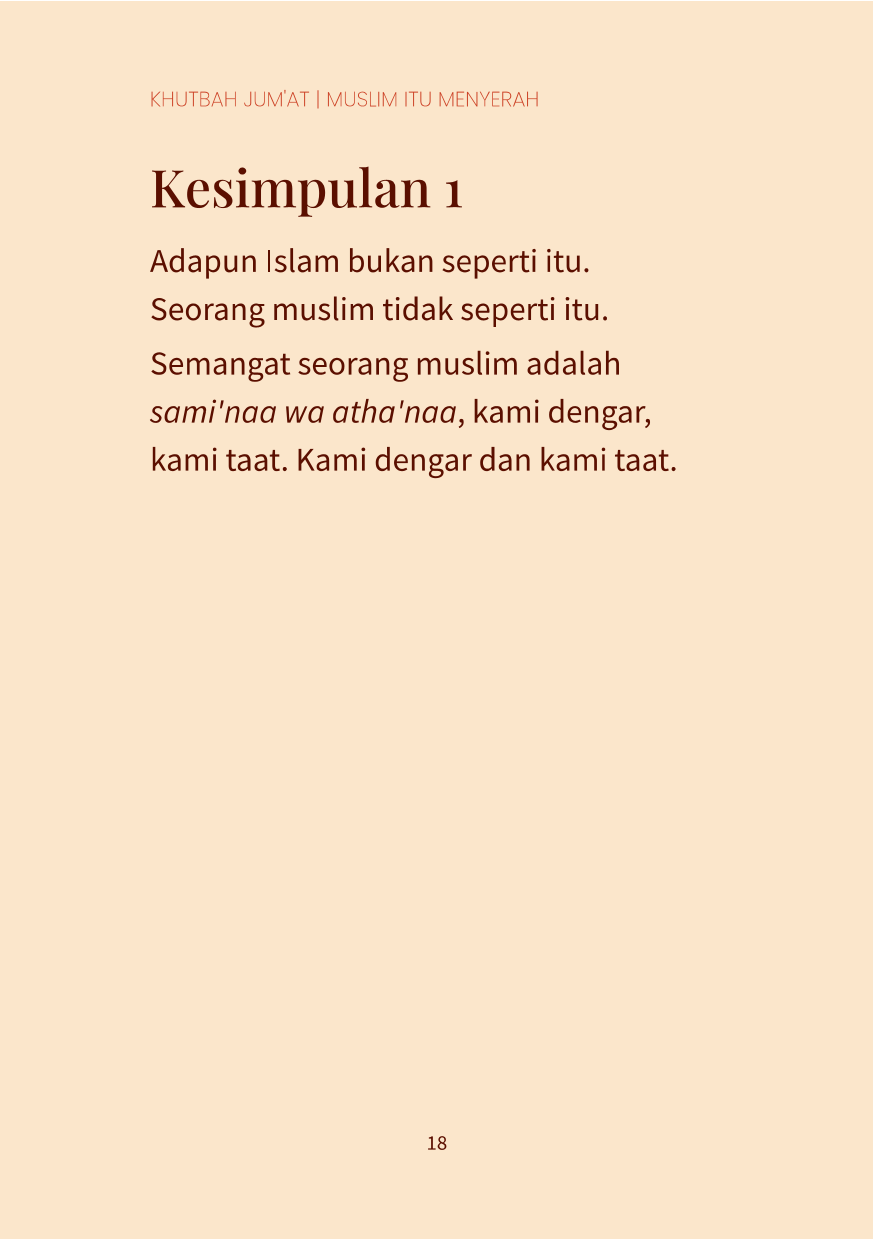 KHUTBAH JUM'AT | MUSLIM ITU MENYERAH
Kesimpulan 1
Adapun Islam bukan seperti itu.
Seorang muslim tidak seperti itu.
Semangat seorang muslim adalah
sami'naa wa atha'naa, kami dengar,
kami taat. Kami dengar dan kami taat.
18